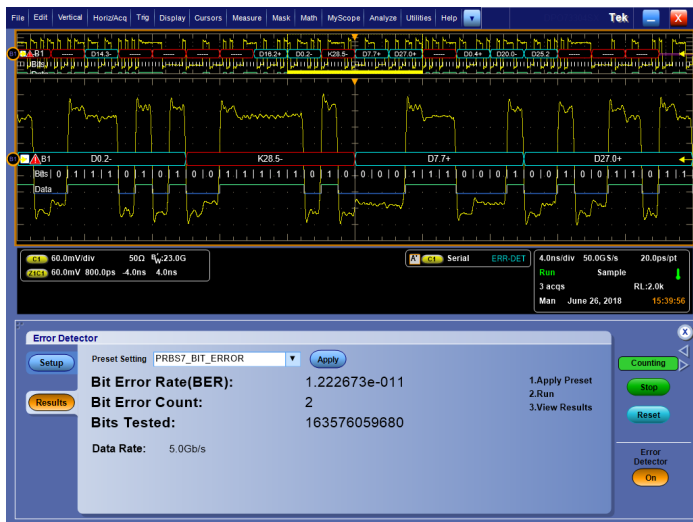 File Edit Vertical Horiz/Acq Trig Display Cursors Measure Mask Math MyScope Analyze Utilities Help Tek X
B1 D14.3- ----- ----- ----- D16.2+ D0.2- K28.5- D7.7+ D27.0+ ----- D0.4+ D20.0- D25.2 ----- -----
Bits
B1 B1 D0.2- K28.5- D7.7+ D27.0+
Bits 0 1 1 1 0 1 0 1 0 0 1 1 1 1 1 0 1 0 0 0 0 1 1 1 0 0 0 1 0 0 1 0 0 1 1 0 1 1
Data
C1 60.0mV/div 50Ω BW:23.0G
Z1C1 60.0mV 800.0ps -4.0ns 4.0ns
A' C1 Serial ERR-DET
4.0ns/div 50.0GS/s 20.0ps/pt
Run Sample
3 acqs RL:2.0k
Man June 26, 2018 15:39:56
Error Detector
X
Setup
Preset Setting PRBS7_BIT_ERROR Apply
Counting
Bit Error Rate(BER): 1.222673e-011
1.Apply Preset
Stop
Results
Bit Error Count: 2
2.Run
3.View Results
Reset
Bits Tested: 163576059680
Data Rate: 5.0Gb/s
Error
Detector
On